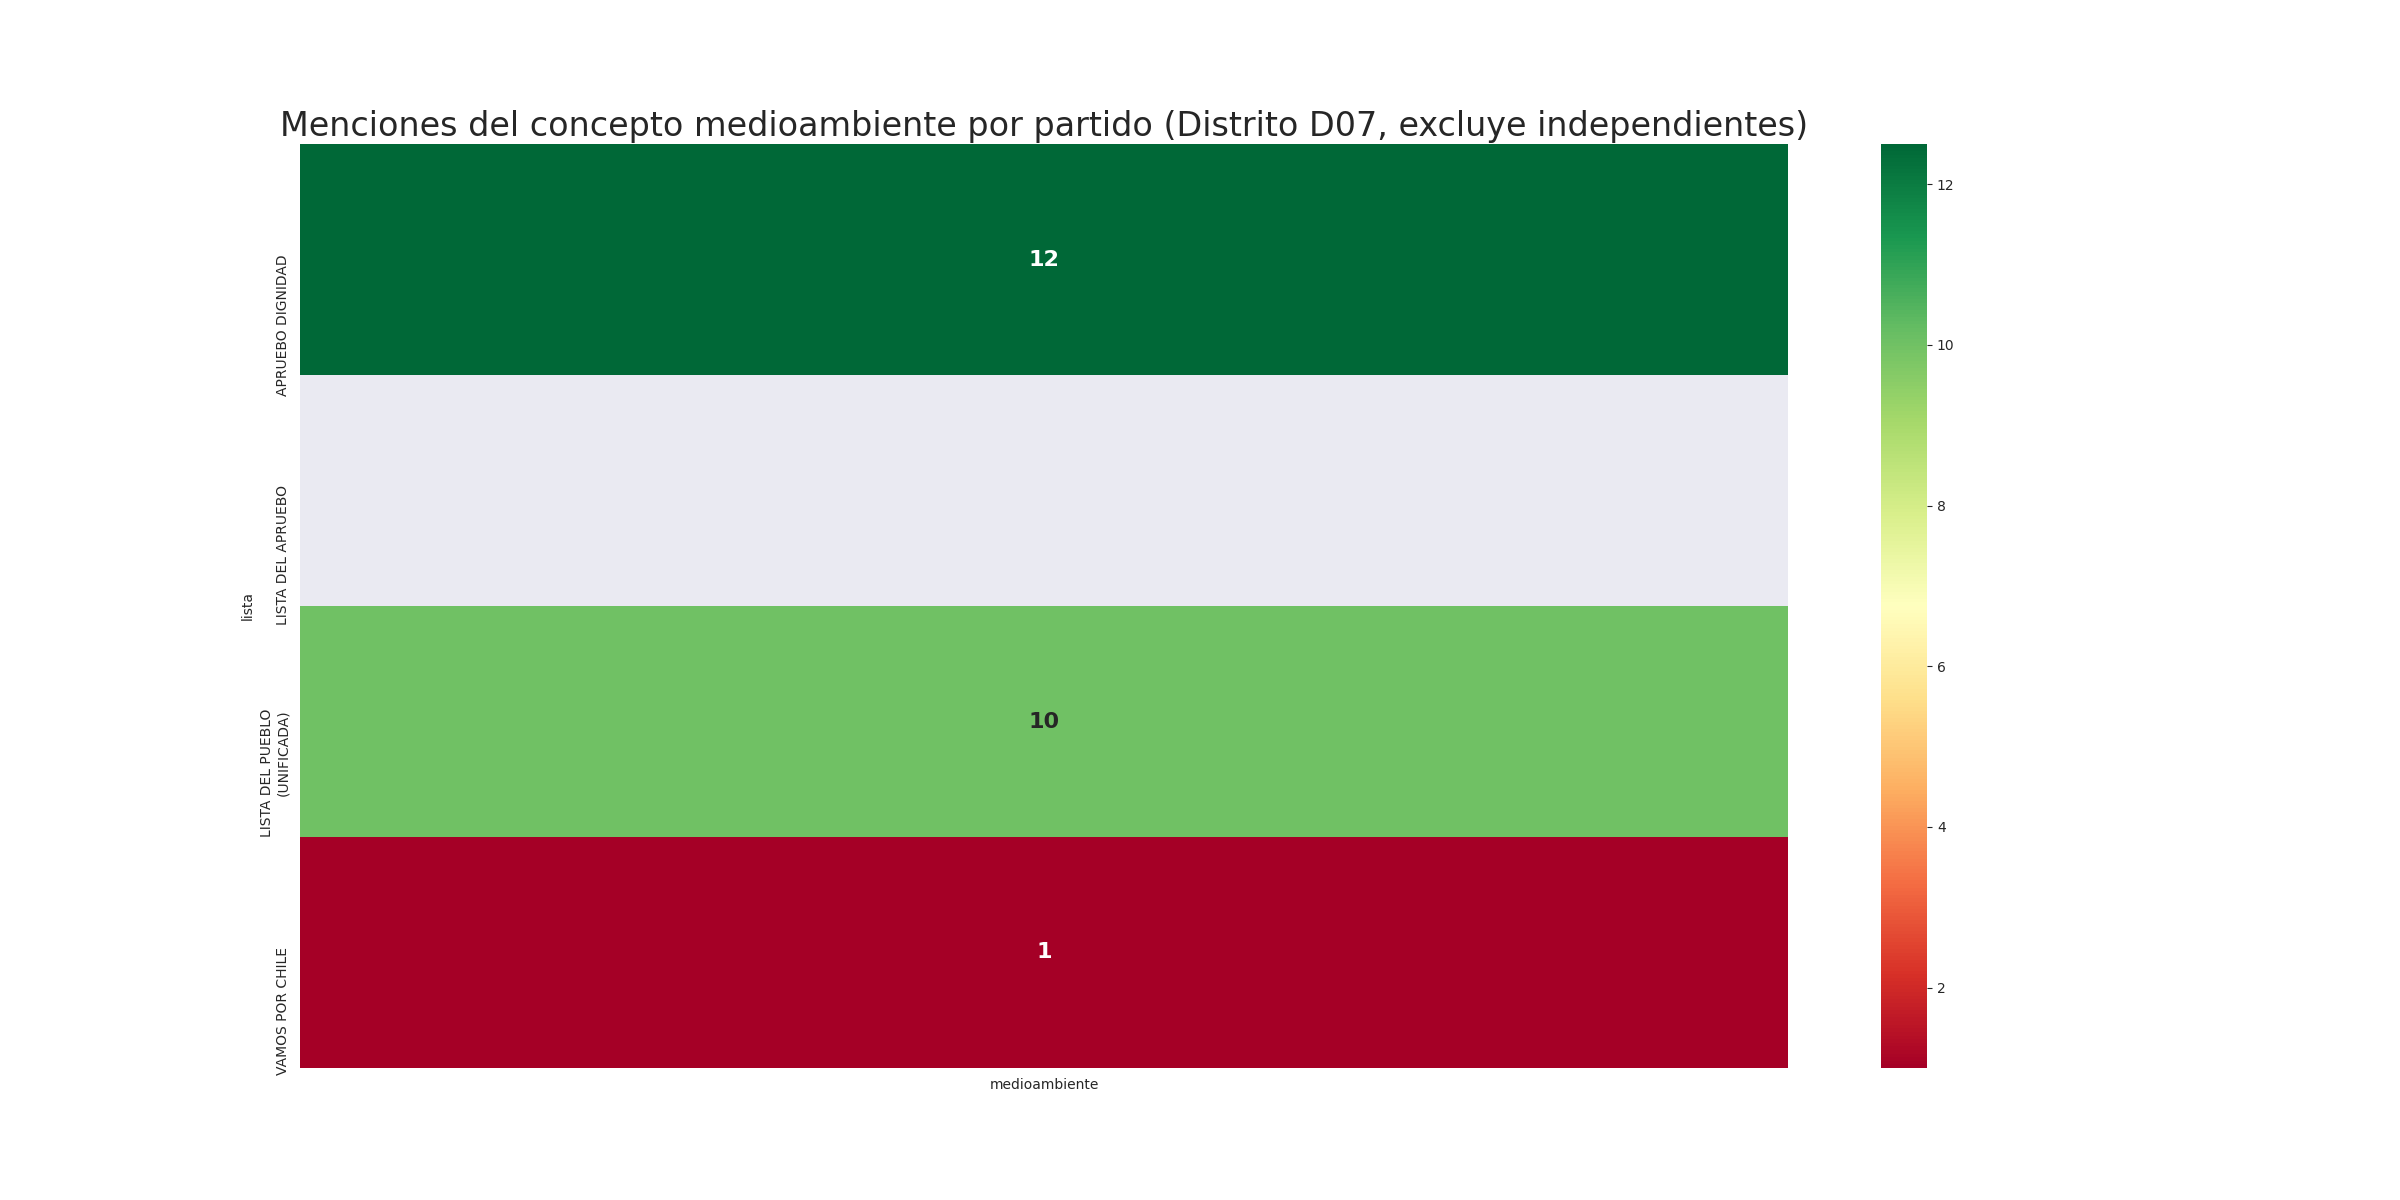 Menciones del concepto medioambiente por partido (Distrito D07, excluye independientes)
lista
APRUEBO DIGNIDAD
12
LISTA DEL APRUEBO
LISTA DEL PUEBLO
(UNIFICADA)
10
VAMOS POR CHILE
1
medioambiente
12
10
8
6
4
2